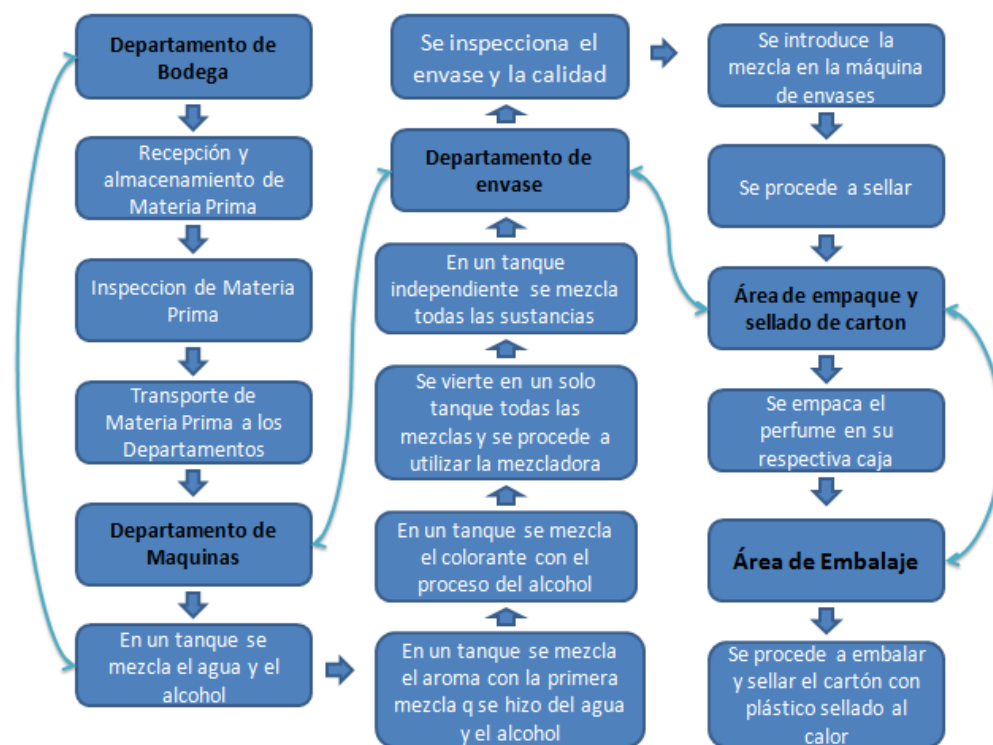 Departamento de
Bodega
Recepción y
almacenamiento de
Materia Prima
Inspeccion de Materia
Prima
Transporte de
Materia Prima a los
Departamentos
Departamento de
Maquinas
En un tanque se
mezcla el agua y el
alcohol
En un tanque se mezcla
el aroma con la primera
mezcla q se hizo del agua
y el alcohol
En un tanque se mezcla
el colorante con el
proceso del alcohol
Se vierte en un solo
tanque todas las
mezclas y se procede a
utilizar la mezcladora
En un tanque
independiente se mezcla
todas las sustancias
Departamento de
envase
Se inspecciona el
envase y la calidad
Se introduce la
mezcla en la máquina
de envases
Se procede a sellar
Área de empaque y
sellado de carton
Se empaca el
perfume en su
respectiva caja
Área de Embalaje
Se procede a embalar
y sellar el cartón con
plástico sellado al
calor